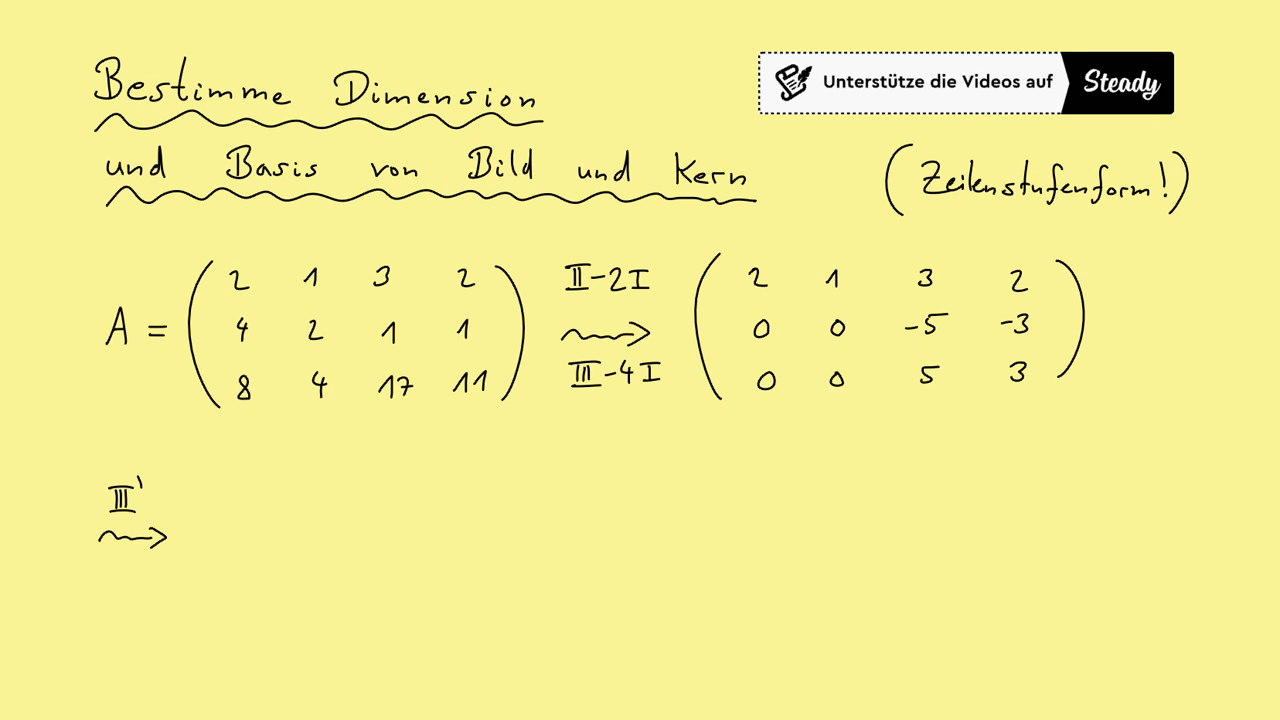 Bestimme Dimension
Unterstütze die Videos auf Steady
und Basis von Bild und Kern (Zeilenstufenform!)
A = ( 2 1 3 2 ) II-2I ( 2 1 3 2 )
4 2 1 1 0 0 -5 -3
8 4 17 11 III-4I 0 0 5 3
III'